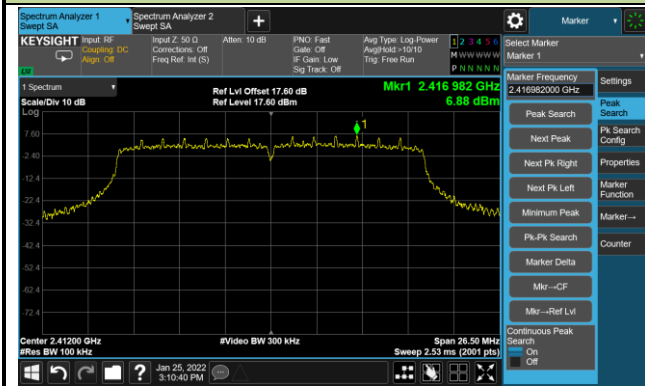 Spectrum Analyzer 1
Swept SA
Spectrum Analyzer 2
Swept SA
Marker
KEYSIGHT
Input: RF
Coupling: DC
Align: Off
Input Z: 50 Ω
Corrections: Off
Freq Ref: Int (S)
Atten: 10 dB
PNO: Fast
Gate: Off
IF Gain: Low
Sig Track: Off
Avg Type: Log-Power
Avg|Hold:>10/10
Trig: Free Run
1 2 3 4 5 6
M W W W W W
P N N N N N
LNI
Select Marker
Marker 1
1 Spectrum
Scale/Div 10 dB
Log
Ref Lvl Offset 17.60 dB
Ref Level 17.60 dBm
Mkr1 2.416 982 GHz
6.88 dBm
1
7.60
-2.40
-12.4
-22.4
-32.4
-42.4
-52.4
-62.4
-72.4
Center 2.41200 GHz
#Res BW 100 kHz
#Video BW 300 kHz
Span 26.50 MHz
Sweep 2.53 ms (2001 pts)
Marker Frequency
2.416982000 GHz
Peak Search
Next Peak
Next Pk Right
Next Pk Left
Minimum Peak
Pk-Pk Search
Marker Delta
Mkr→CF
Mkr→Ref Lvl
Continuous Peak
Search
On
Off
Settings
Peak
Search
Pk Search
Config
Properties
Marker
Function
Marker→
Counter
?
Jan 25, 2022
3:10:40 PM